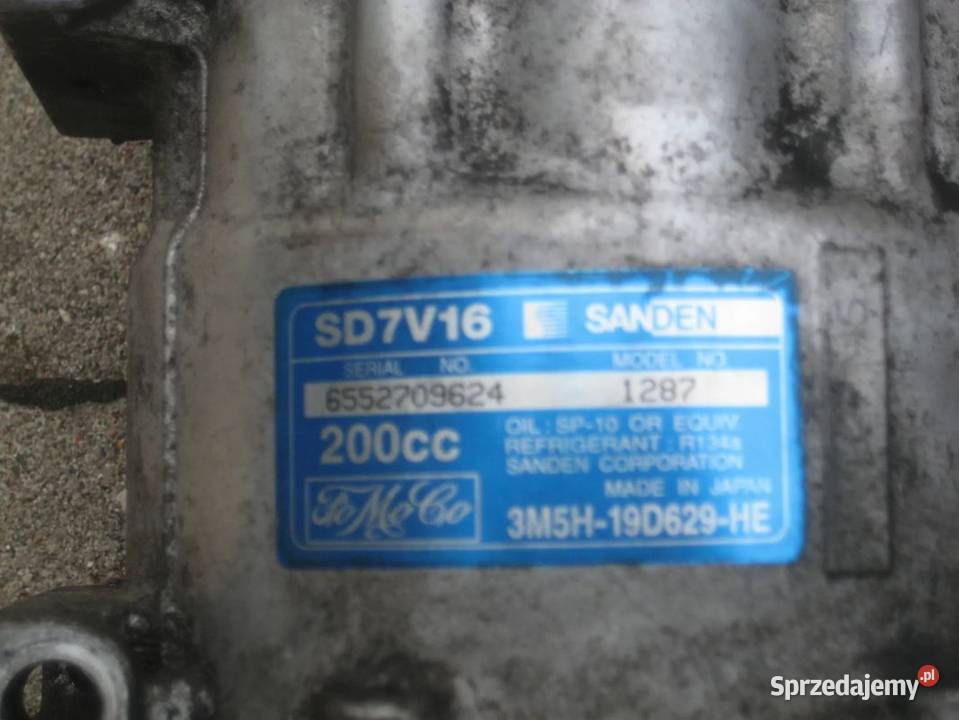 SD7V16 SANDEN
SERIAL NO. MODEL NO.
6552709624 1287
200cc
OIL : SP-10 OR EQUIV.
REFRIGERANT : R134a
SANDEN CORPORATION
MADE IN JAPAN
FoMoCo 3M5H-19D629-HE
Sprzedajemy.pl